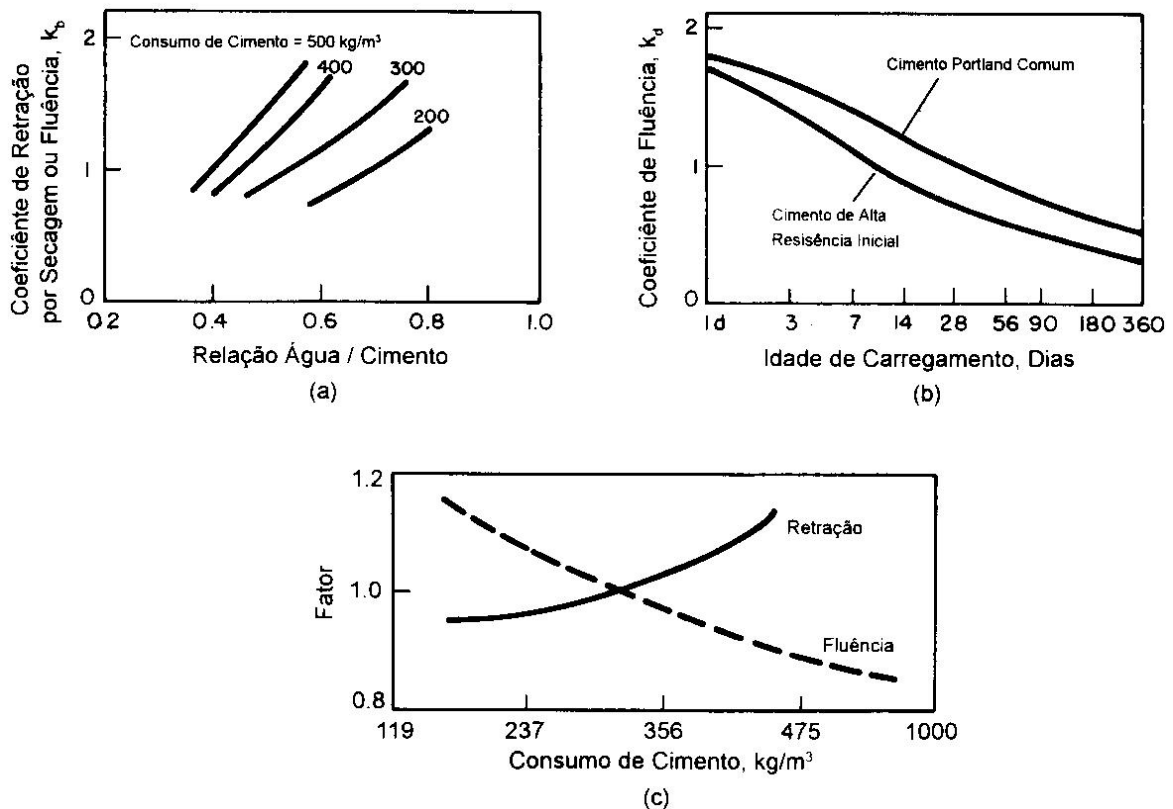 Coeficiênte de Retração
por Secagem ou Fluência, k_b
2
1
0
Consumo de Cimento = 500 kg/m³
400
300
200
0.2
0.4
0.6
0.8
1.0
Relação Água / Cimento
(a)
Coeficiênte de Fluência, k_d
2
1
0
Cimento Portland Comum
Cimento de Alta
Resisência Inicial
1d
3
7
14
28
56
90
180
360
Idade de Carregamento, Dias
(b)
Fator
1.2
1.0
0.8
Retração
Fluência
119
237
356
475
1000
Consumo de Cimento, kg/m³
(c)